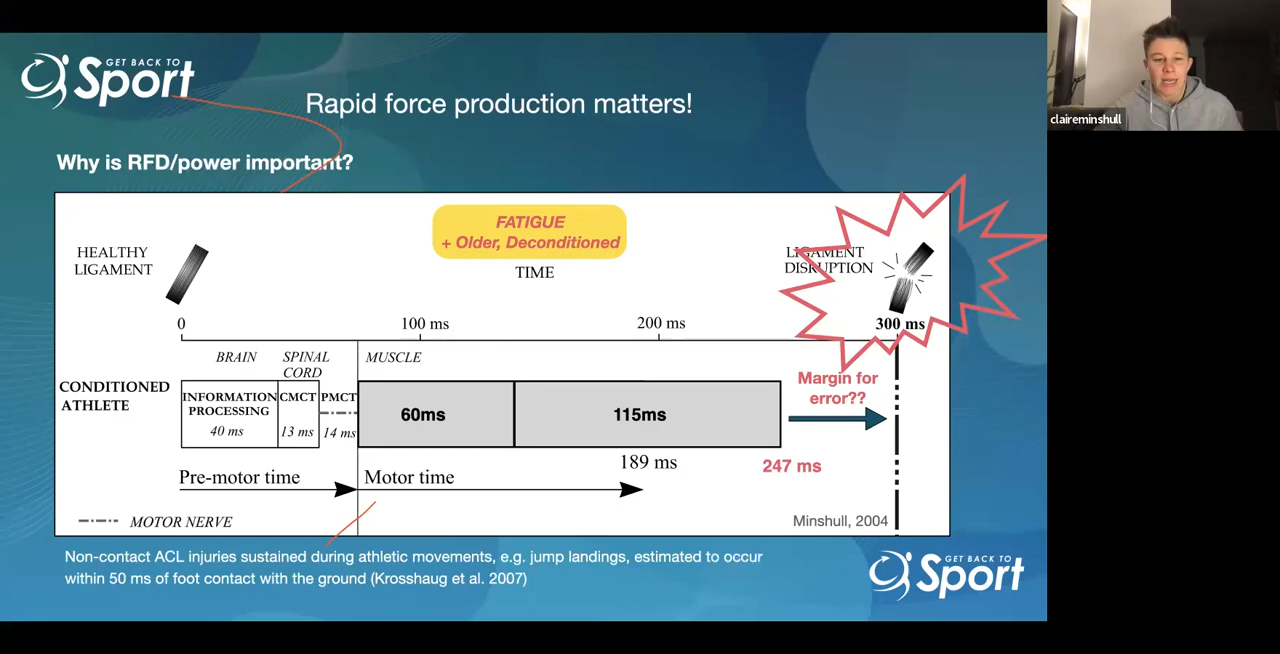 GET BACK TO
Sport
Rapid force production matters!
claireminshull
Why is RFD/power important?
FATIGUE
+ Older, Deconditioned
HEALTHY
LIGAMENT
TIME
LIGAMENT
DISRUPTION
0
100 ms
200 ms
300 ms
BRAIN
SPINAL
CORD
MUSCLE
CONDITIONED
ATHLETE
INFORMATION
PROCESSING
40 ms
CMCT
13 ms
PMCT
14 ms
60ms
115ms
Margin for
error??
189 ms
247 ms
Pre-motor time
Motor time
MOTOR NERVE
Minshull, 2004
Non-contact ACL injuries sustained during athletic movements, e.g. jump landings, estimated to occur
within 50 ms of foot contact with the ground (Krosshaug et al. 2007)
GET BACK TO
Sport